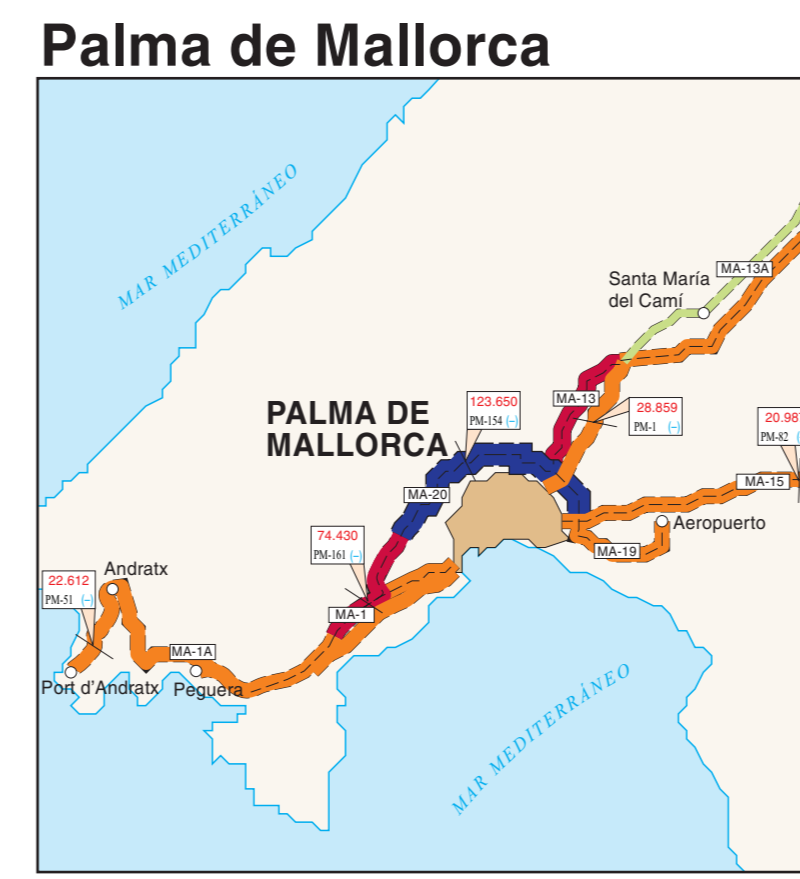 Palma de Mallorca
MAR MEDITERRÁNEO
Santa María
del Camí
MA-13A
PALMA DE
MALLORCA
123.650
PM-154 (–)
MA-13
28.859
PM-1 (–)
20.987
PM-82 (
MA-15
MA-20
Aeropuerto
MA-19
74.430
PM-161 (–)
Andratx
22.612
PM-51 (–)
MA-1
MA-1A
Port d'Andratx
Peguera
MAR MEDITERRÁNEO